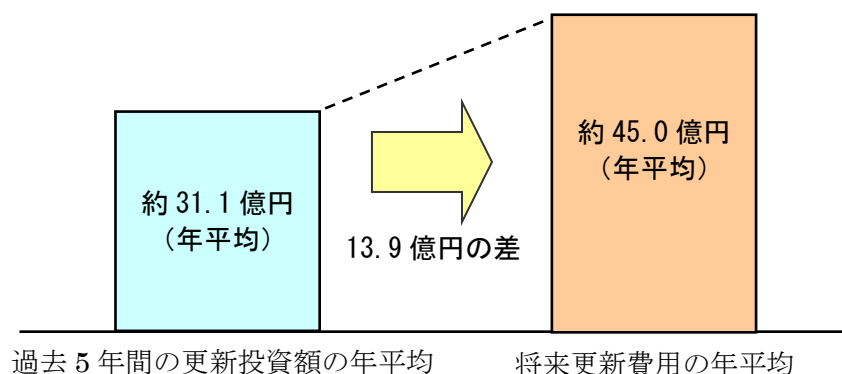 約 31.1 億円
（年平均）
13.9 億円の差
約 45.0 億円
（年平均）
過去 5 年間の更新投資額の年平均
将来更新費用の年平均